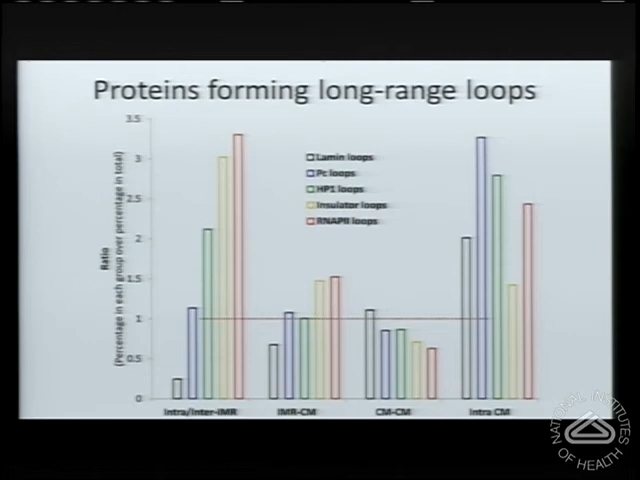 Proteins forming long-range loops
3.5
3
2.5
2
1.5
1
0.5
0
Ratio
(Percentage in each group over percentage in total)
Lamin loops
Pc loops
HP1 loops
Insulator loops
RNAPII loops
Intra/Inter-IMR
IMR-CM
CM-CM
Intra CM
NATIONAL INSTITUTES
OF HEALTH